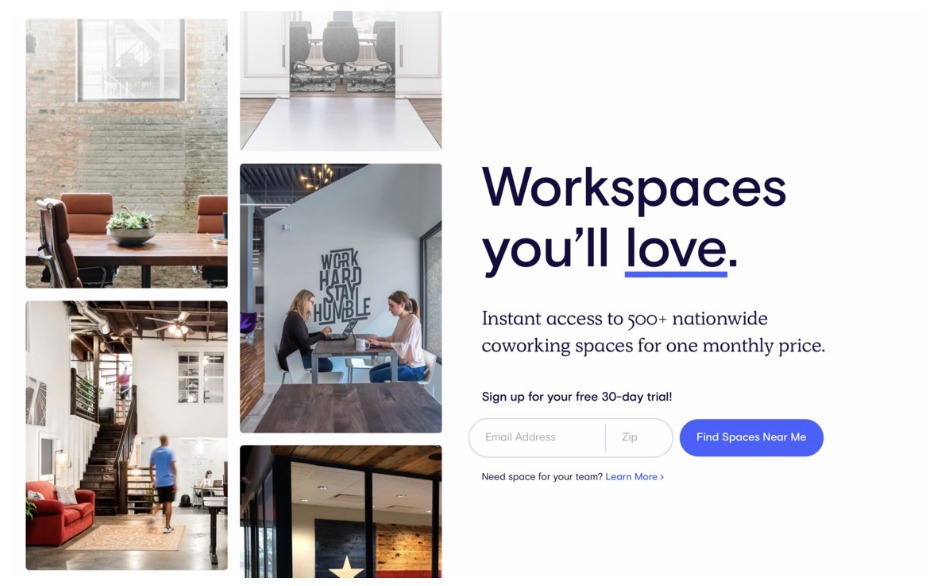 WORK
HARD
STAY
HUMBLE
Workspaces
you’ll love.
Instant access to 500+ nationwide
coworking spaces for one monthly price.
Sign up for your free 30-day trial!
Email Address
Zip
Find Spaces Near Me
Need space for your team? Learn More ›